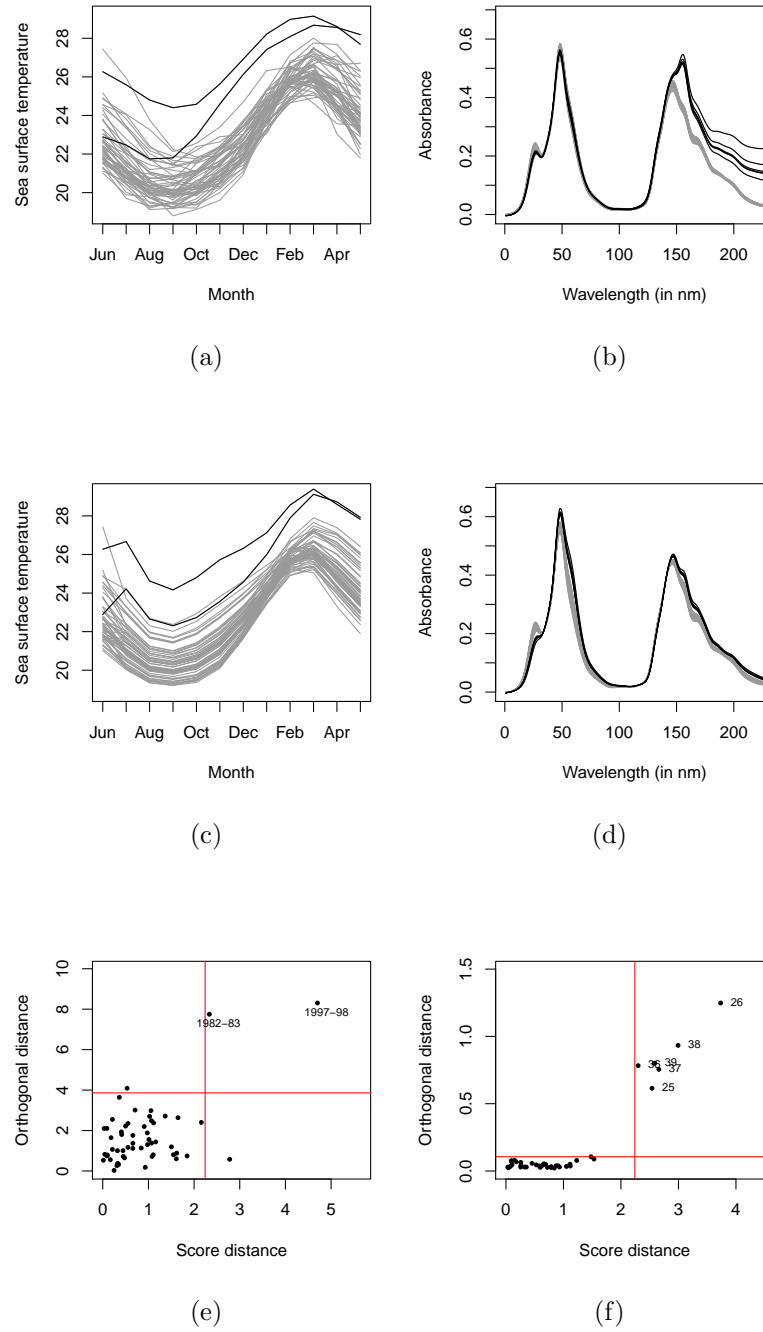 Sea surface temperature
28
26
24
22
20
Jun Aug Oct Dec Feb Apr
Month
(a)
Absorbance
0.6
0.4
0.2
0.0
0 50 100 150 200
Wavelength (in nm)
(b)
Sea surface temperature
28
26
24
22
20
Jun Aug Oct Dec Feb Apr
Month
(c)
Absorbance
0.6
0.4
0.2
0.0
0 50 100 150 200
Wavelength (in nm)
(d)
Orthogonal distance
10
8
6
4
2
0
1982−83
1997−98
0 1 2 3 4 5
Score distance
(e)
Orthogonal distance
1.5
1.0
0.5
0.0
26
38
36
39
37
25
0 1 2 3 4
Score distance
(f)